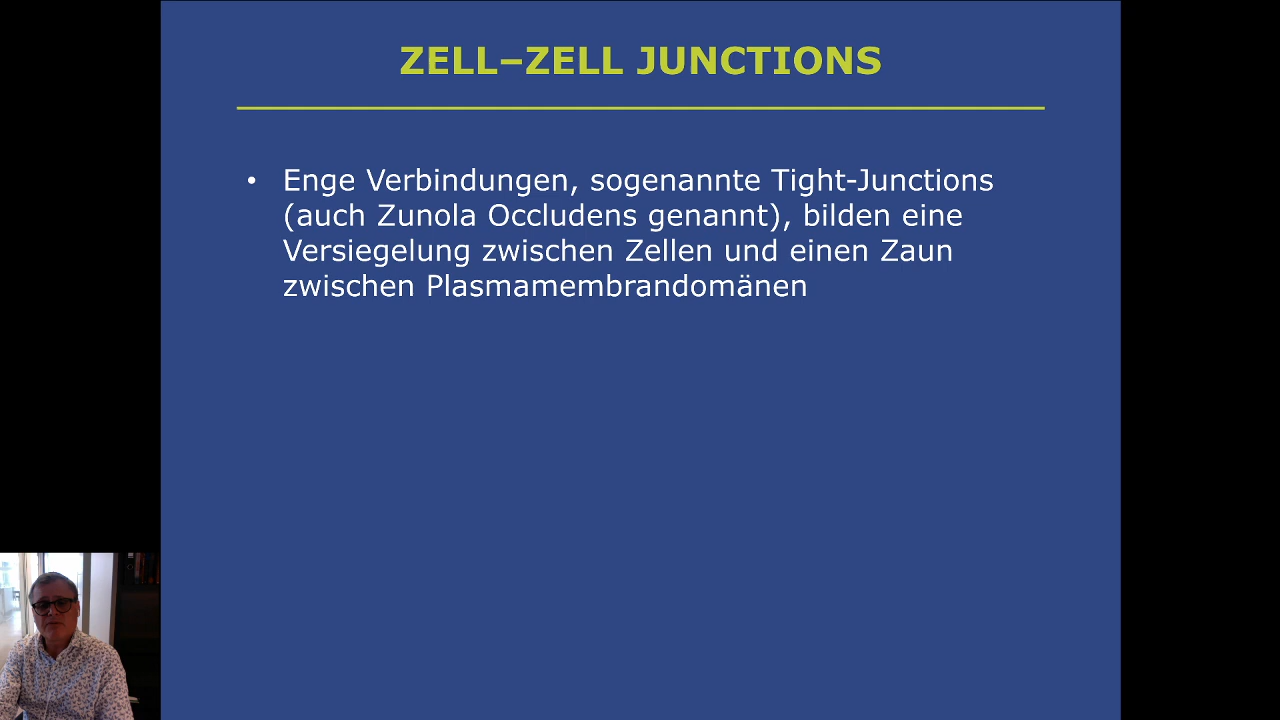 ZELL–ZELL JUNCTIONS
• Enge Verbindungen, sogenannte Tight-Junctions
(auch Zunola Occludens genannt), bilden eine
Versiegelung zwischen Zellen und einen Zaun
zwischen Plasmamembrandomänen